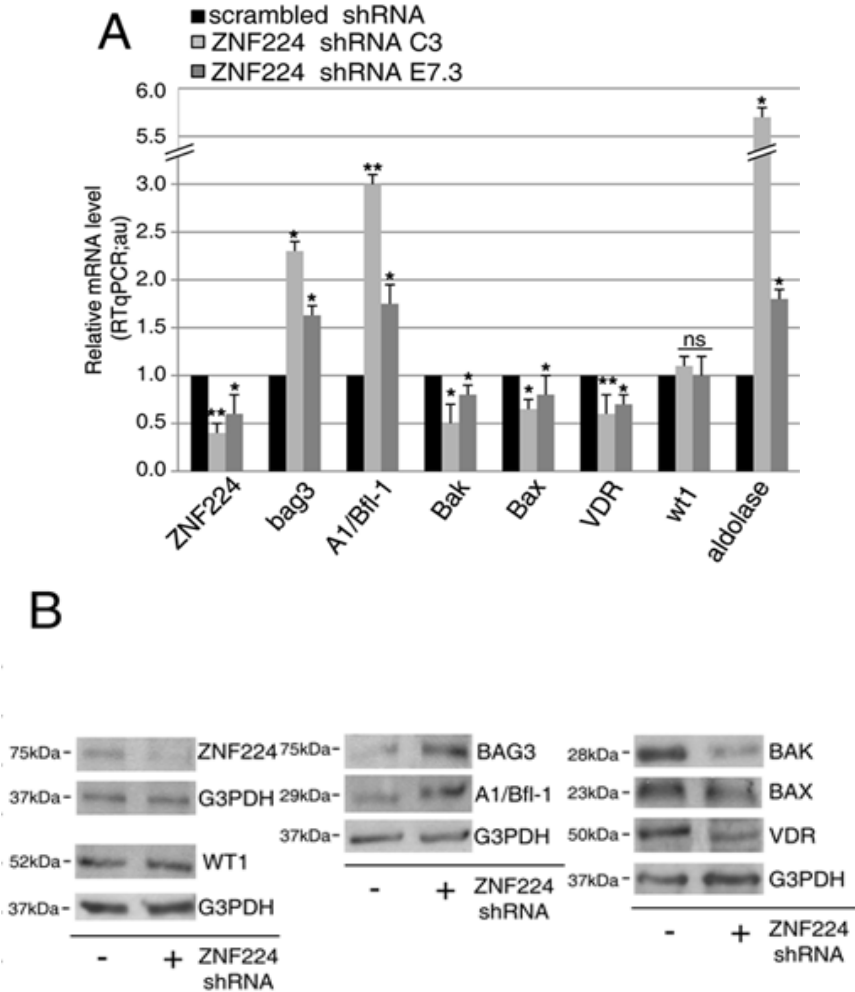 A
scrambled shRNA
ZNF224 shRNA C3
ZNF224 shRNA E7.3
Relative mRNA level
(RTqPCR;au)
6.0
5.5
3.0
2.5
2.0
1.5
1.0
0.5
0.0
** *
* *
** *
* *
* *
** *
ns
* *
ZNF224
bag3
A1/Bfl-1
Bak
Bax
VDR
wt1
aldolase
B
75kDa- ZNF224
37kDa- G3PDH
52kDa- WT1
37kDa- G3PDH
- + ZNF224
shRNA
75kDa- BAG3
29kDa- A1/Bfl-1
37kDa- G3PDH
- + ZNF224
shRNA
28kDa- BAK
23kDa- BAX
50kDa- VDR
37kDa- G3PDH
- + ZNF224
shRNA